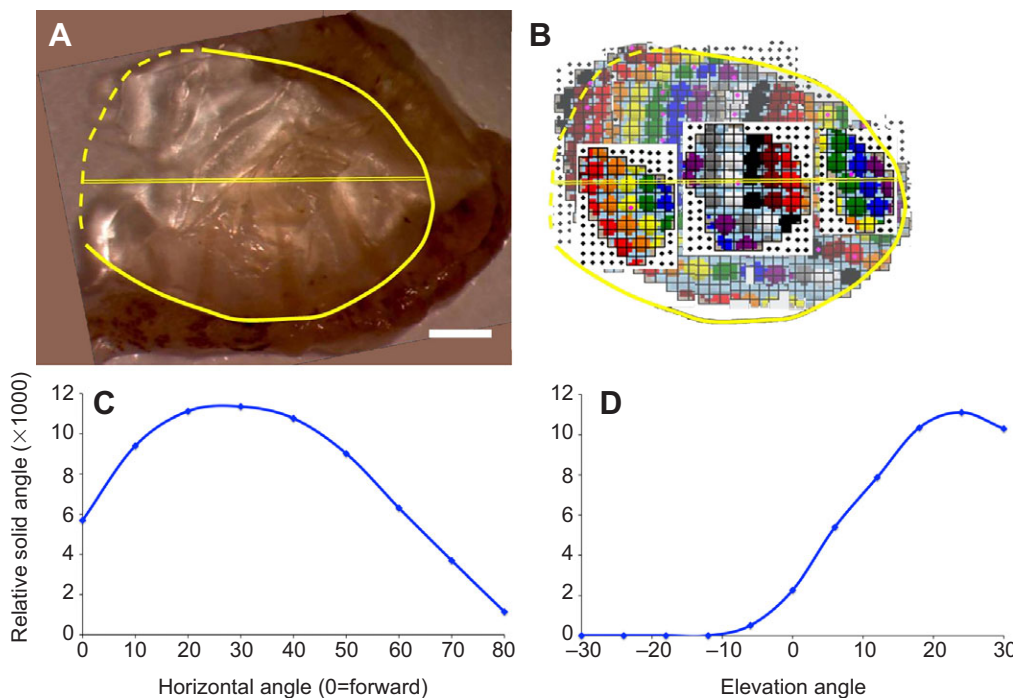 A
B
C
D
Relative solid angle (×1000)
12
10
8
6
4
2
0
0 10 20 30 40 50 60 70 80
Horizontal angle (0=forward)
12
10
8
6
4
2
0
–30 –20 –10 0 10 20 30
Elevation angle